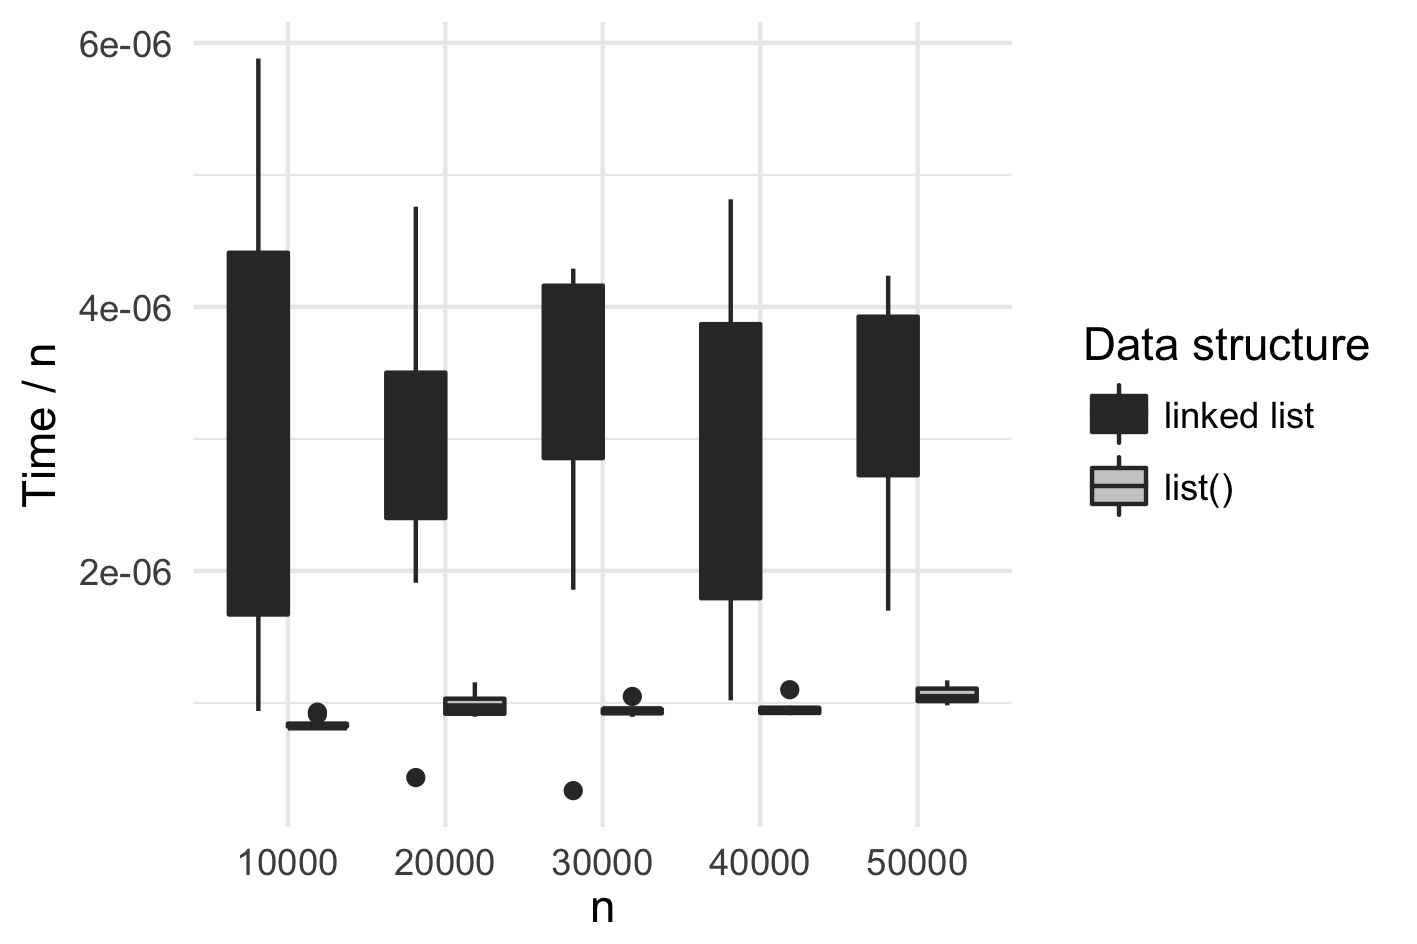 6e-06
4e-06
2e-06
Time / n
10000 20000 30000 40000 50000
n
Data structure
linked list
list()